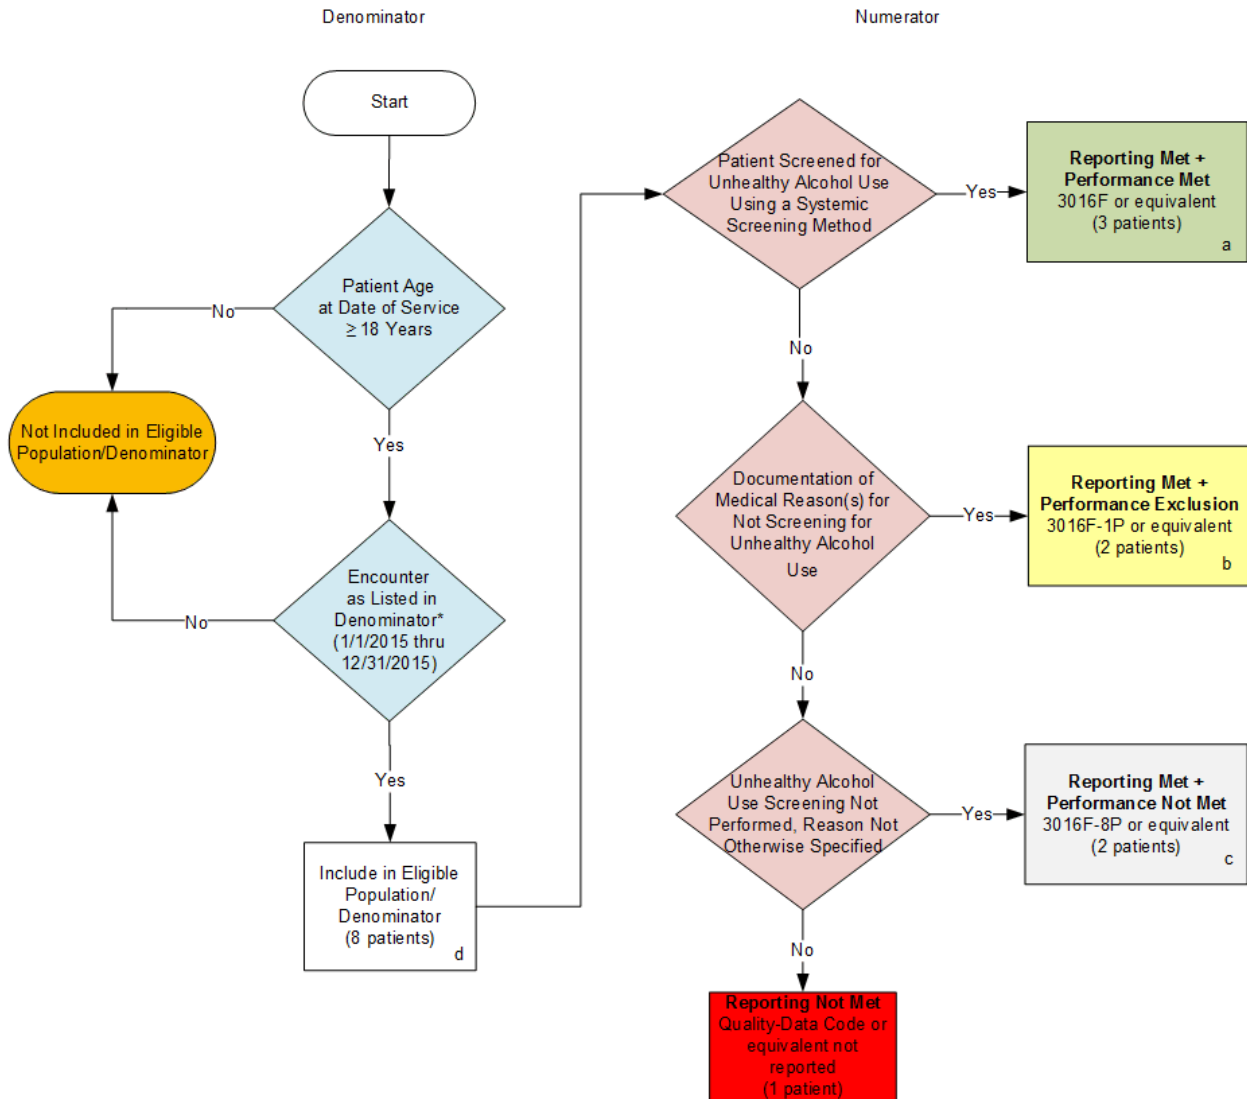 Denominator
Numerator
Start
Patient Age
at Date of Service
≥ 18 Years
No
Yes
Not Included in Eligible
Population/Denominator
Encounter
as Listed in
Denominator*
(1/1/2015 thru
12/31/2015)
No
Yes
Include in Eligible
Population/
Denominator
(8 patients)
d
Patient Screened for
Unhealthy Alcohol Use
Using a Systemic
Screening Method
Yes
Reporting Met +
Performance Met
3016F or equivalent
(3 patients)
a
No
Documentation of
Medical Reason(s) for
Not Screening for
Unhealthy Alcohol
Use
Yes
Reporting Met +
Performance Exclusion
3016F-1P or equivalent
(2 patients)
b
No
Unhealthy Alcohol
Use Screening Not
Performed, Reason Not
Otherwise Specified
Yes
Reporting Met +
Performance Not Met
3016F-8P or equivalent
(2 patients)
c
No
Reporting Not Met
Quality-Data Code or
equivalent not
reported
(1 patient)